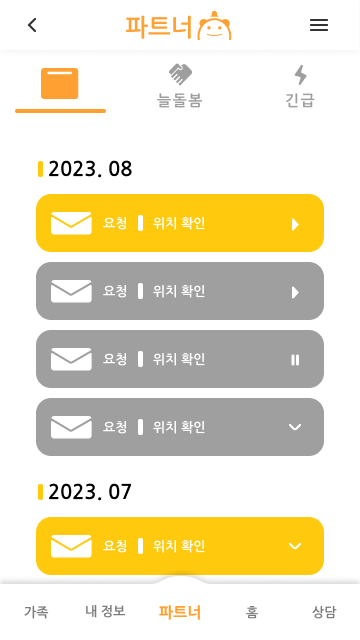 파트너
늘돌봄
긴급
2023. 08
요청 위치 확인
요청 위치 확인
요청 위치 확인
요청 위치 확인
2023. 07
요청 위치 확인
가족 내 정보 파트너 홈 상담